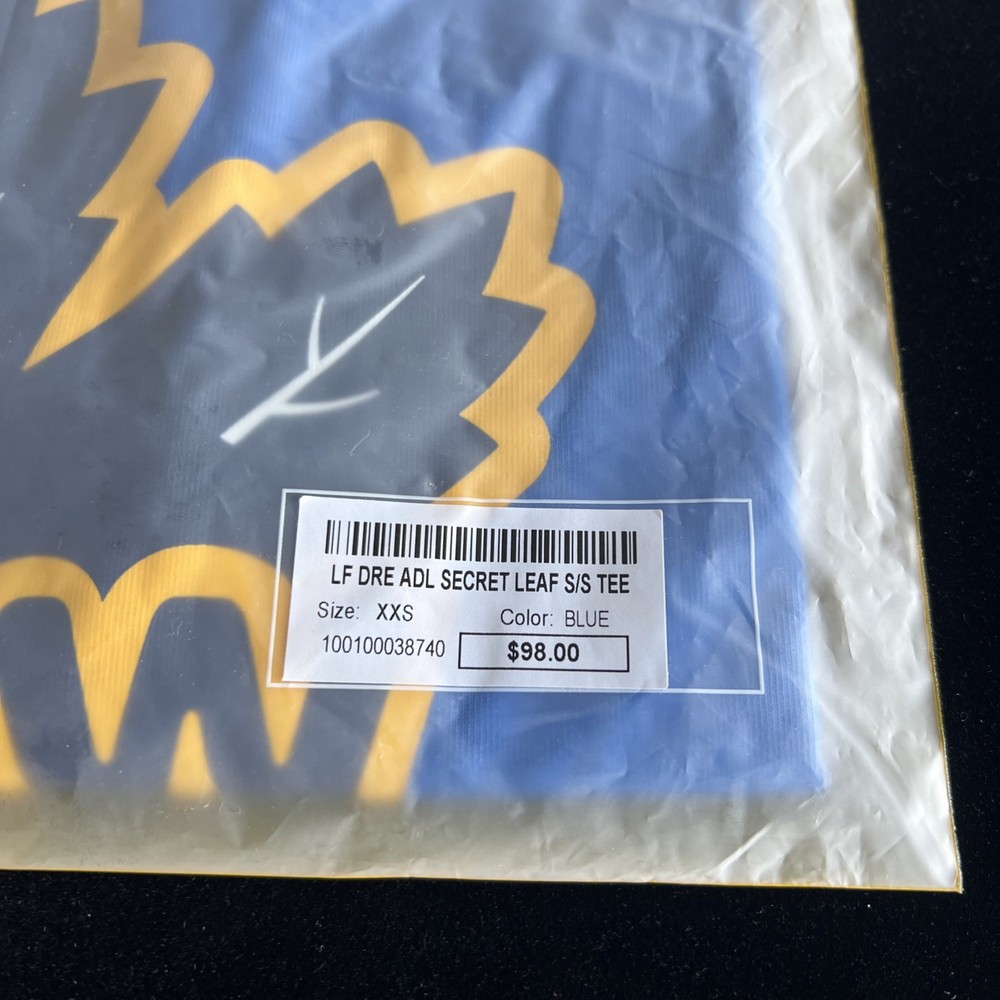 LF DRE ADL SECRET LEAF S/S TEE
Size: XXS Color: BLUE
100100038740 $98.00